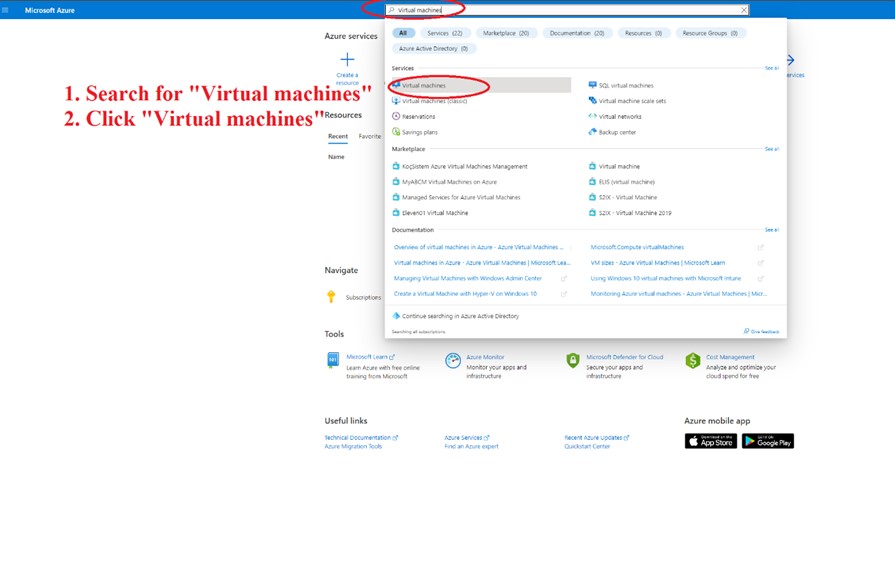 Microsoft Azure
Virtual machines
All
Services (22)
Marketplace (20)
Documentation (20)
Resources (0)
Resource Groups (0)
Azure Active Directory (0)
Azure services
Create a resource
1. Search for "Virtual machines"
2. Click "Virtual machines"
Services
See all
Virtual machines
SQL virtual machines
Virtual machines (classic)
Virtual machine scale sets
Reservations
Virtual networks
Savings plans
Backup center
Marketplace
See all
KoçSistem Azure Virtual Machines Management
Virtual machine
MyABCM Virtual Machines on Azure
ELIS (virtual machine)
Managed Services for Azure Virtual Machines
SZIX - Virtual Machine
Eleven01 Virtual Machine
SZIX - Virtual Machine 2019
Documentation
See all
Overview of virtual machines in Azure - Azure Virtual Machines ...
Microsoft.Compute virtualMachines
Virtual machines in Azure - Azure Virtual Machines | Microsoft Lea...
VM sizes - Azure Virtual Machines | Microsoft Learn
Managing Virtual Machines with Windows Admin Center
Using Windows 10 virtual machines with Microsoft Intune
Create a Virtual Machine with Hyper-V on Windows 10
Monitoring Azure virtual machines - Azure Virtual Machines | Micr...
Continue searching in Azure Active Directory
Searching all subscriptions.
Give feedback
Resources
Recent
Favorite
Name
Navigate
Subscriptions
Tools
Microsoft Learn
Learn Azure with free online
training from Microsoft
Azure Monitor
Monitor your apps and
infrastructure
Microsoft Defender for Cloud
Secure your apps and
infrastructure
Cost Management
Analyze and optimize your
cloud spend for free
Useful links
Technical Documentation
Azure Services
Recent Azure Updates
Azure Migration Tools
Find an Azure expert
Quickstart Center
Azure mobile app
Download on the
App Store
GET IT ON
Google Play